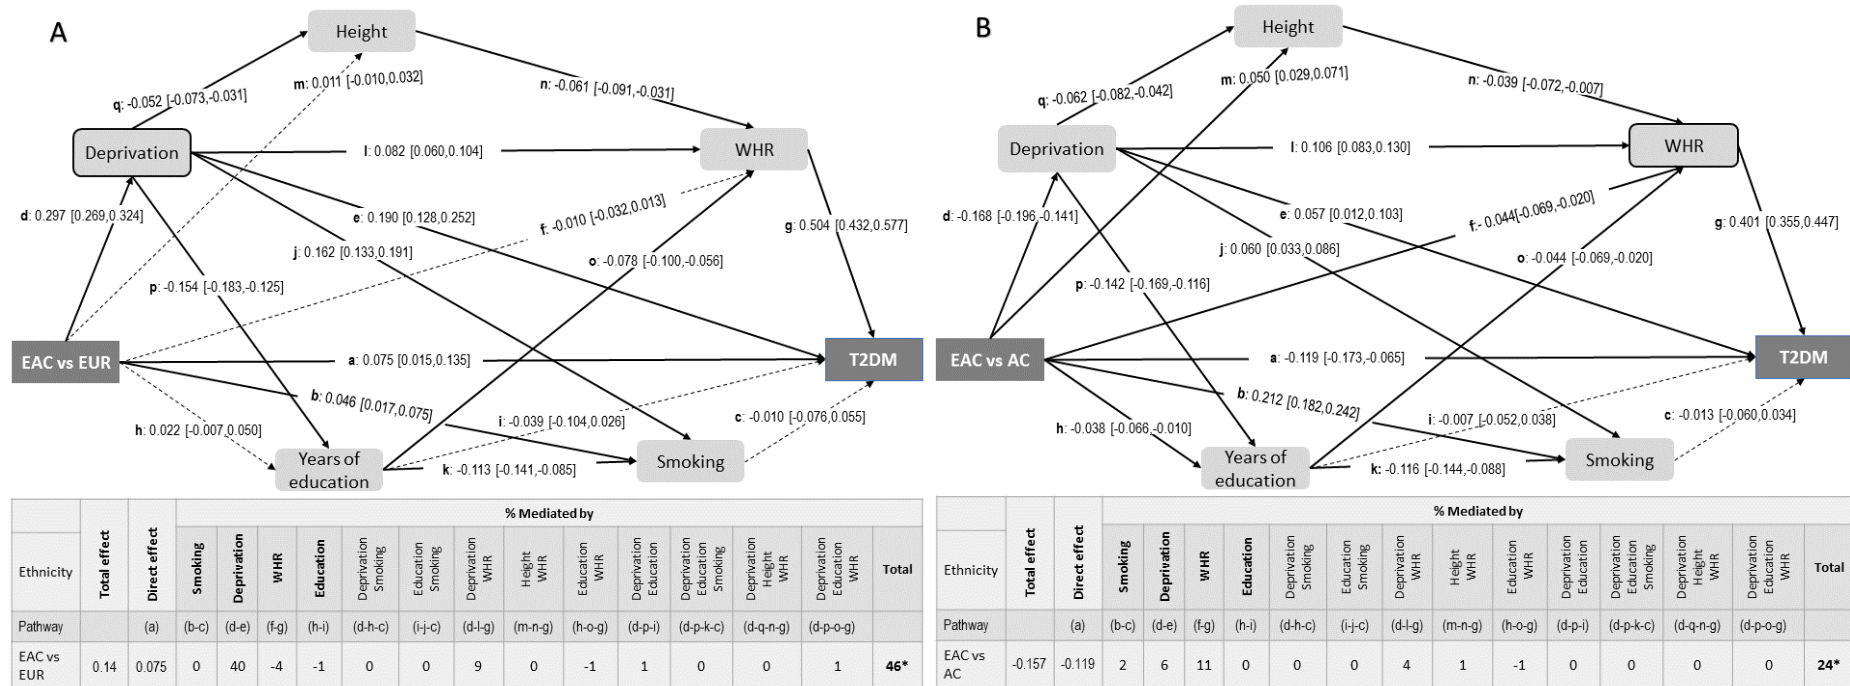 A
Height
m: 0.011 [-0.010,0.032]
q: -0.052 [-0.073,-0.031]
n: -0.061 [-0.091,-0.031]
Deprivation
l: 0.082 [0.060,0.104]
WHR
d: 0.297 [0.269,0.324]
e: 0.190 [0.128,0.252]
f: -0.010 [-0.032,0.013]
g: 0.504 [0.432,0.577]
j: 0.162 [0.133,0.191]
o: -0.078 [-0.100,-0.056]
p: -0.154 [-0.183,-0.125]
EAC vs EUR
a: 0.075 [0.015,0.135]
T2DM
b: 0.046 [0.017,0.075]
i: -0.039 [-0.104,0.026]
c: -0.010 [-0.076,0.055]
h: 0.022 [-0.007,0.050]
Years of
education
k: -0.113 [-0.141,-0.085]
Smoking
% Mediated by
Ethnicity
Total effect
Direct effect
Smoking
Deprivation
WHR
Education
Deprivation
Smoking
Education
Smoking
Deprivation
WHR
Height
WHR
Education
WHR
Deprivation
Education
Deprivation
Education
Smoking
Deprivation
Height
WHR
Deprivation
Education
WHR
Total
Pathway (a) (b-c) (d-e) (f-g) (h-i) (d-h-c) (i-j-c) (d-l-g) (m-n-g) (h-o-g) (d-p-i) (d-p-k-c) (d-q-n-g) (d-p-o-g)
EAC vs
EUR
0.14 0.075 0 40 -4 -1 0 0 9 0 -1 1 0 0 1 46*
B
Height
m: 0.050 [0.029,0.071]
q: -0.062 [-0.082,-0.042]
n: -0.039 [-0.072,-0.007]
Deprivation
l: 0.106 [0.083,0.130]
WHR
d: -0.168 [-0.196,-0.141]
e: 0.057 [0.012,0.103]
f:- 0.044[-0.069,-0.020]
g: 0.401 [0.355,0.447]
j: 0.060 [0.033,0.086]
o: -0.044 [-0.069,-0.020]
p: -0.142 [-0.169,-0.116]
EAC vs AC
a: -0.119 [-0.173,-0.065]
T2DM
b: 0.212 [0.182,0.242]
i: -0.007 [-0.052,0.038]
c: -0.013 [-0.060,0.034]
h: -0.038 [-0.066,-0.010]
Years of
education
k: -0.116 [-0.144,-0.088]
Smoking
% Mediated by
Ethnicity
Total effect
Direct effect
Smoking
Deprivation
WHR
Education
Deprivation
Smoking
Education
Smoking
Deprivation
WHR
Height
WHR
Education
WHR
Deprivation
Education
Deprivation
Education
Smoking
Deprivation
Height
WHR
Deprivation
Education
WHR
Total
Pathway (a) (b-c) (d-e) (f-g) (h-i) (d-h-c) (i-j-c) (d-l-g) (m-n-g) (h-o-g) (d-p-i) (d-p-k-c) (d-q-n-g) (d-p-o-g)
EAC vs
AC
-0.157 -0.119 2 6 11 0 0 0 4 1 -1 0 0 0 0 24*